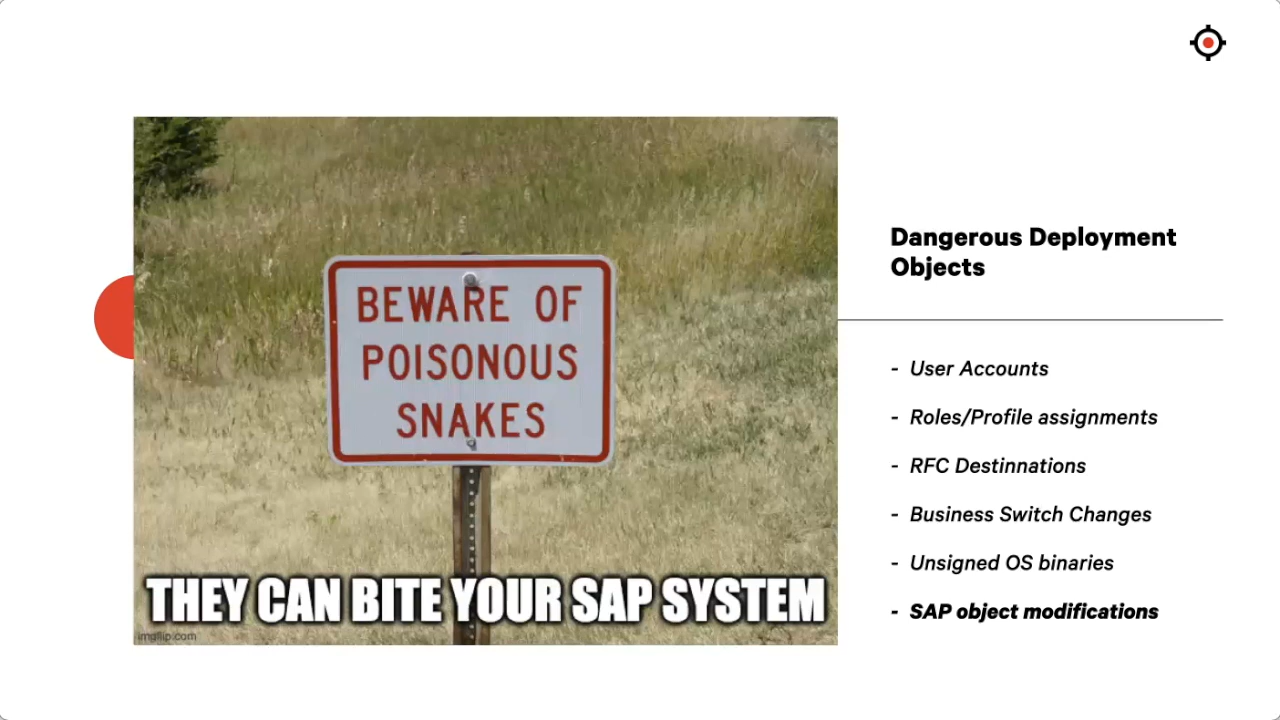 BEWARE OF
POISONOUS
SNAKES
THEY CAN BITE YOUR SAP SYSTEM
imgflip.com
Dangerous Deployment
Objects
- User Accounts
- Roles/Profile assignments
- RFC Destinnations
- Business Switch Changes
- Unsigned OS binaries
- SAP object modifications